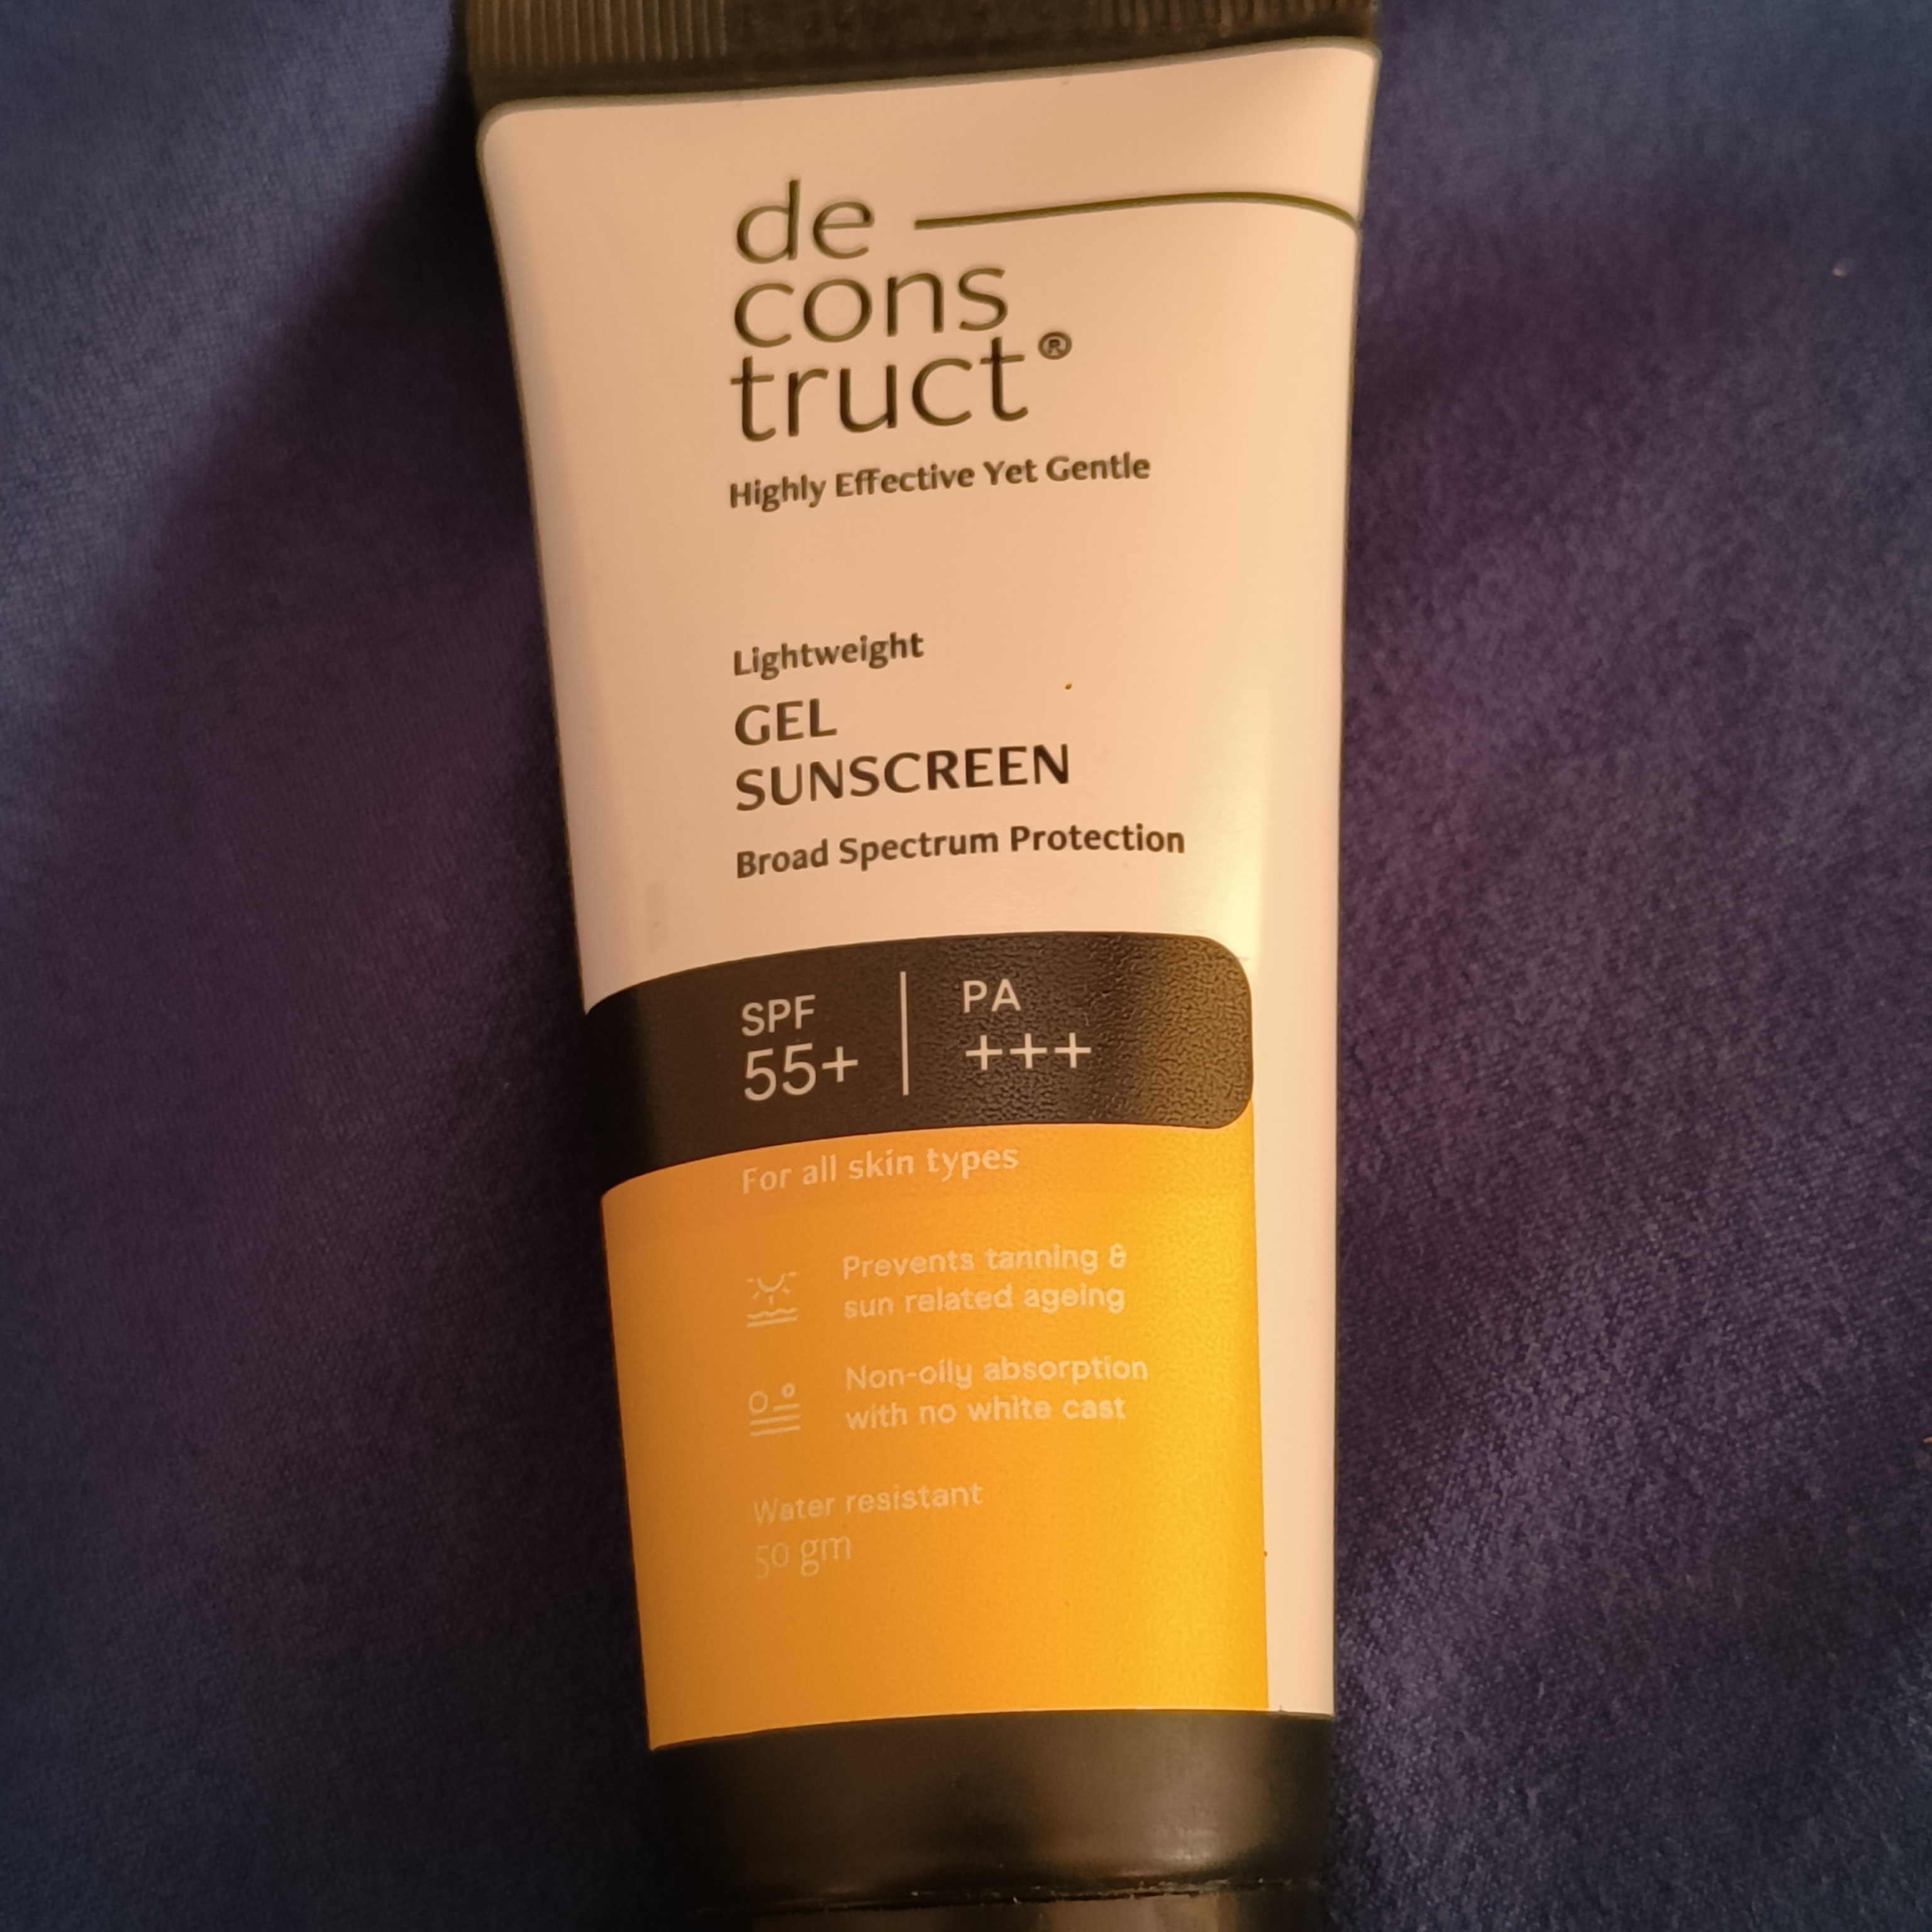 de
cons
truct®
Highly Effective Yet Gentle
Lightweight
GEL
SUNSCREEN
Broad Spectrum Protection
SPF
55+
PA
+++
For all skin types
Prevents tanning &
sun related ageing
Non-oily absorption
with no white cast
Water resistant
50 gm